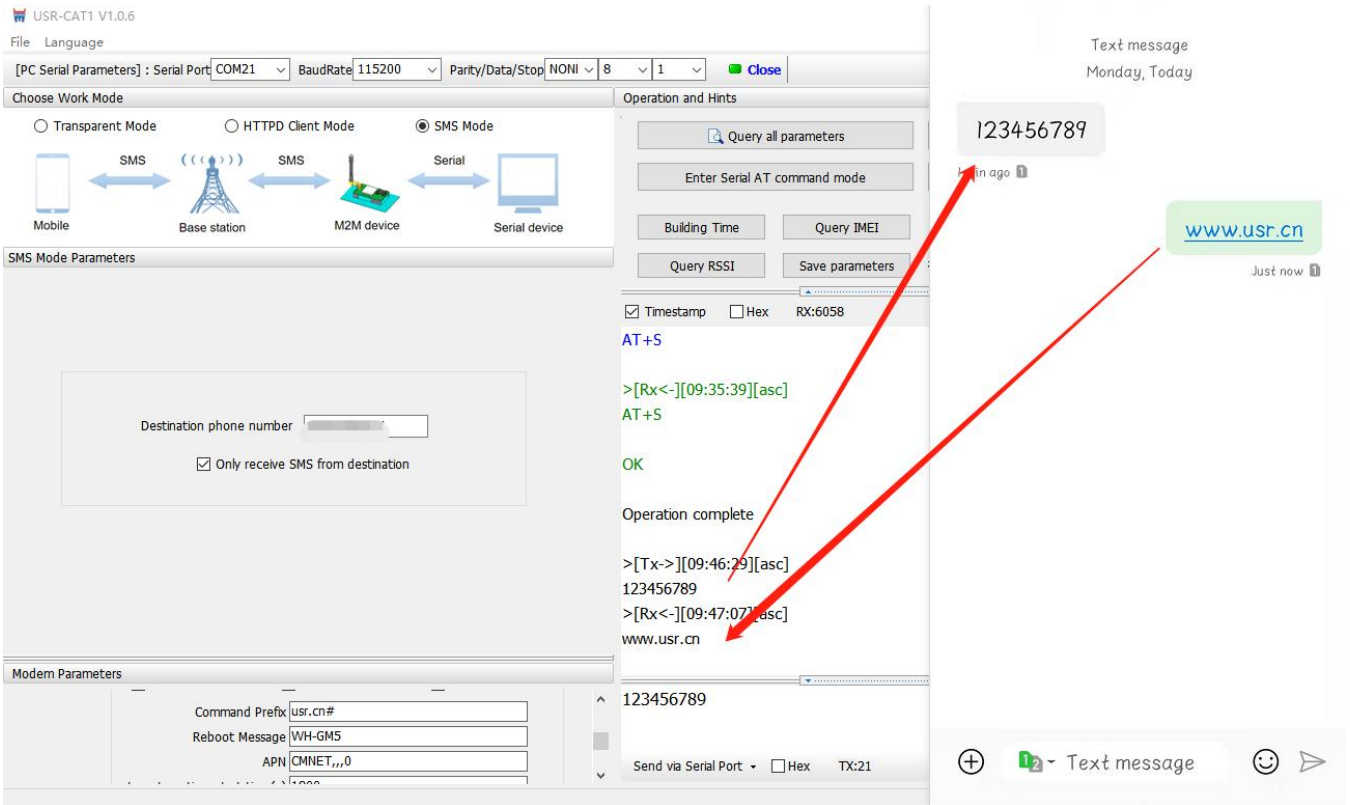 USR-CAT1 V1.0.6
File Language
[PC Serial Parameters] : Serial Port COM21 BaudRate 115200 Parity/Data/Stop NONI 8 1 Close
Choose Work Mode
Transparent Mode HTTPD Client Mode SMS Mode
SMS SMS Serial
Mobile Base station M2M device Serial device
SMS Mode Parameters
Destination phone number
Only receive SMS from destination
Modem Parameters
Command Prefix usr.cn#
Reboot Message WH-GM5
APN CMNET,,,0
Operation and Hints
Query all parameters
Enter Serial AT command mode
Building Time Query IMEI
Query RSSI Save parameters
Timestamp Hex RX:6058
AT+S
>[Rx<-][09:35:39][asc]
AT+S
OK
Operation complete
>[Tx->][09:46:29][asc]
123456789
>[Rx<-][09:47:07][asc]
www.usr.cn
123456789
Send via Serial Port Hex TX:21
Text message
Monday, Today
123456789
in ago 1
www.usr.cn
Just now 1
12 Text message